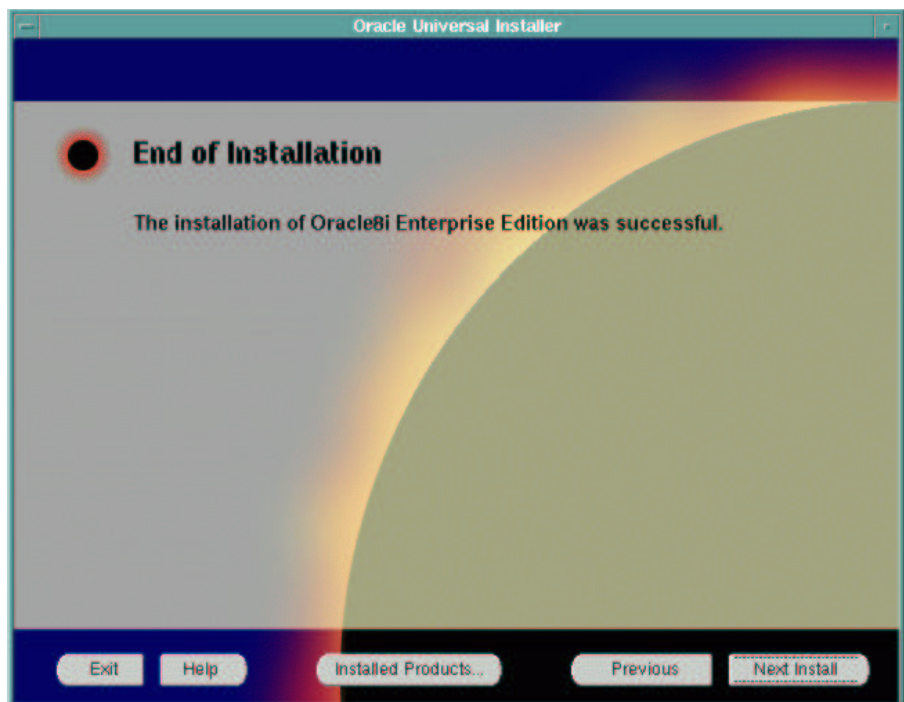 Oracle Universal Installer
End of Installation
The installation of Oracle8i Enterprise Edition was successful.
Exit
Help
Installed Products...
Previous
Next Install